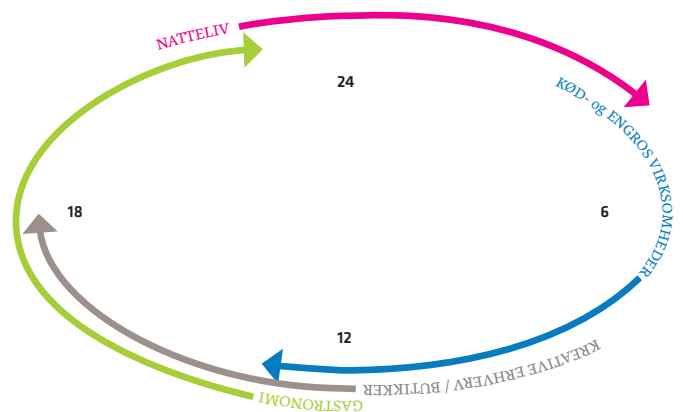 NATTELIV
24
KØD- og ENGROS VIRKSOMHEDER
18
6
12
KREATIVE ERHVERV / BUTIKKER
GASTRONOMI